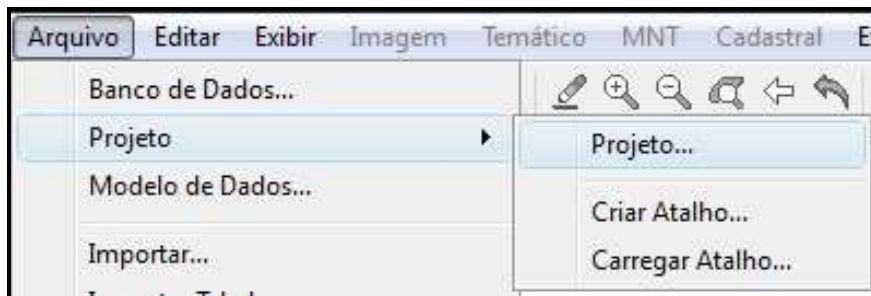 Arquivo Editar Exibir Imagem Temático MNT Cadastral
Banco de Dados...
Projeto
Projeto...
Modelo de Dados...
Criar Atalho...
Importar...
Carregar Atalho...